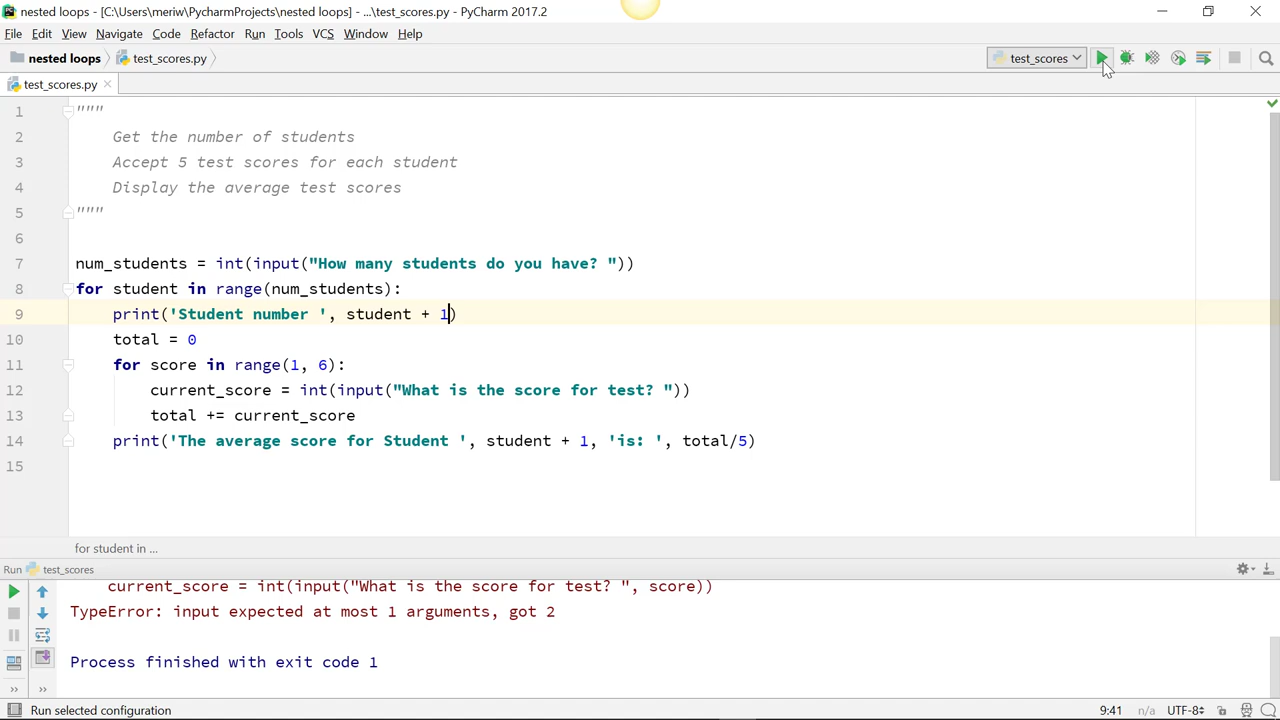 nested loops - [C:\Users\meriw\PycharmProjects\nested loops] - ...\test_scores.py - PyCharm 2017.2
File Edit View Navigate Code Refactor Run Tools VCS Window Help
nested loops test_scores.py test_scores
test_scores.py
1 """
2 Get the number of students
3 Accept 5 test scores for each student
4 Display the average test scores
5 """
6
7 num_students = int(input("How many students do you have? "))
8 for student in range(num_students):
9 print('Student number ', student + 1)
10 total = 0
11 for score in range(1, 6):
12 current_score = int(input("What is the score for test? "))
13 total += current_score
14 print('The average score for Student ', student + 1, 'is: ', total/5)
15
for student in ...
Run test_scores
current_score = int(input("What is the score for test? ", score))
TypeError: input expected at most 1 arguments, got 2
Process finished with exit code 1
Run selected configuration 9:41 n/a UTF-8